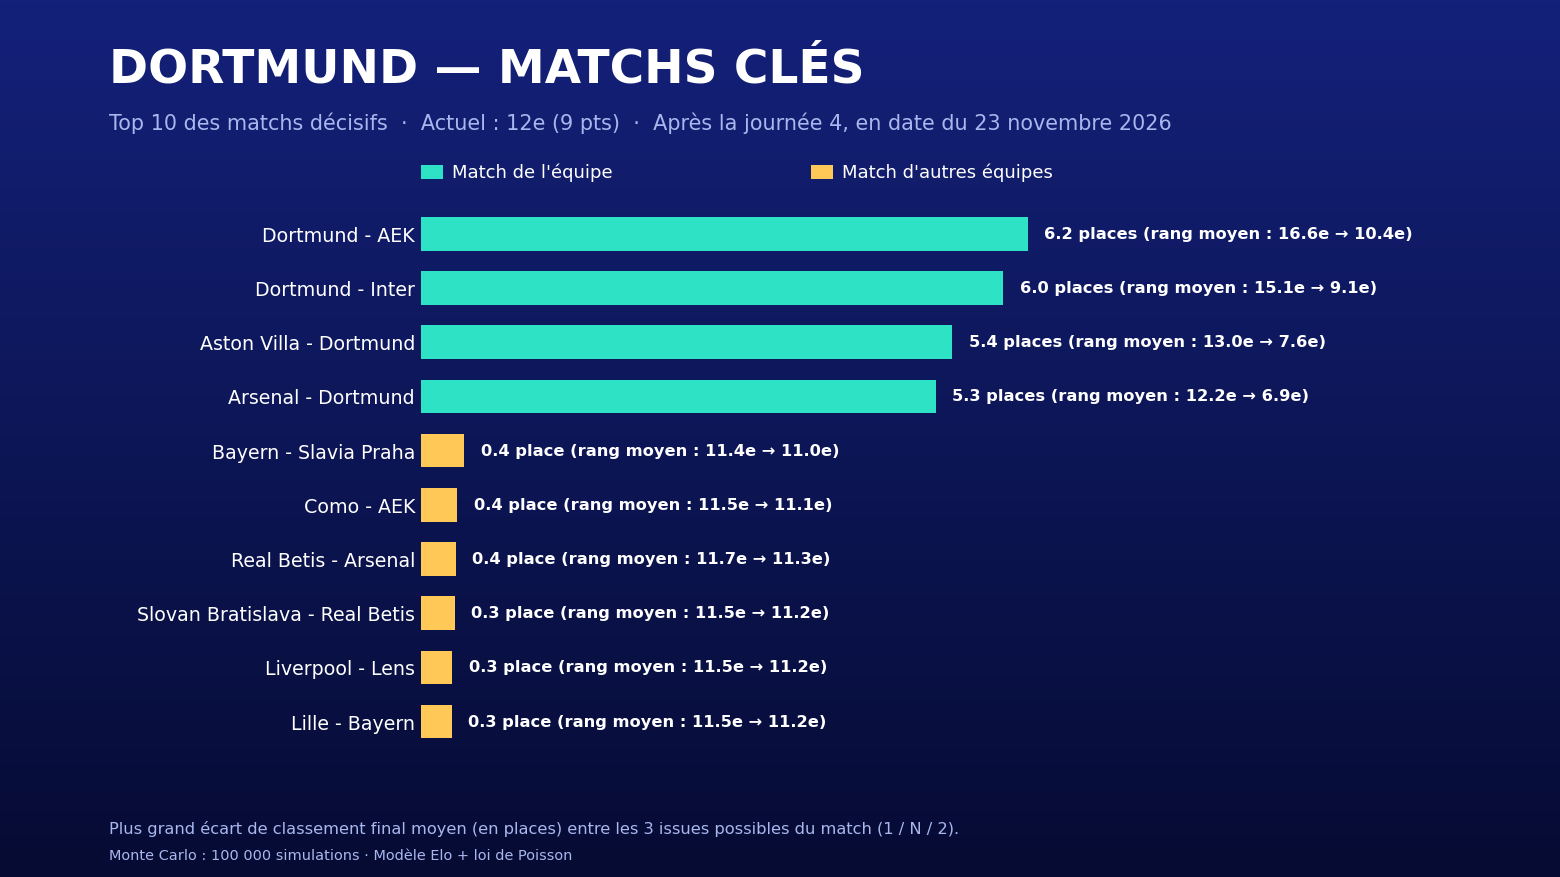 DORTMUND — MATCHS CLÉS
Top 10 des matchs décisifs · Actuel : 12e (9 pts) · Après la journée 4, en date du 23 novembre 2026
Match de l'équipe
Match d'autres équipes
Dortmund - AEK 6.2 places (rang moyen : 16.6e → 10.4e)
Dortmund - Inter 6.0 places (rang moyen : 15.1e → 9.1e)
Aston Villa - Dortmund 5.4 places (rang moyen : 13.0e → 7.6e)
Arsenal - Dortmund 5.3 places (rang moyen : 12.2e → 6.9e)
Bayern - Slavia Praha 0.4 place (rang moyen : 11.4e → 11.0e)
Como - AEK 0.4 place (rang moyen : 11.5e → 11.1e)
Real Betis - Arsenal 0.4 place (rang moyen : 11.7e → 11.3e)
Slovan Bratislava - Real Betis 0.3 place (rang moyen : 11.5e → 11.2e)
Liverpool - Lens 0.3 place (rang moyen : 11.5e → 11.2e)
Lille - Bayern 0.3 place (rang moyen : 11.5e → 11.2e)
Plus grand écart de classement final moyen (en places) entre les 3 issues possibles du match (1 / N / 2).
Monte Carlo : 100 000 simulations · Modèle Elo + loi de Poisson